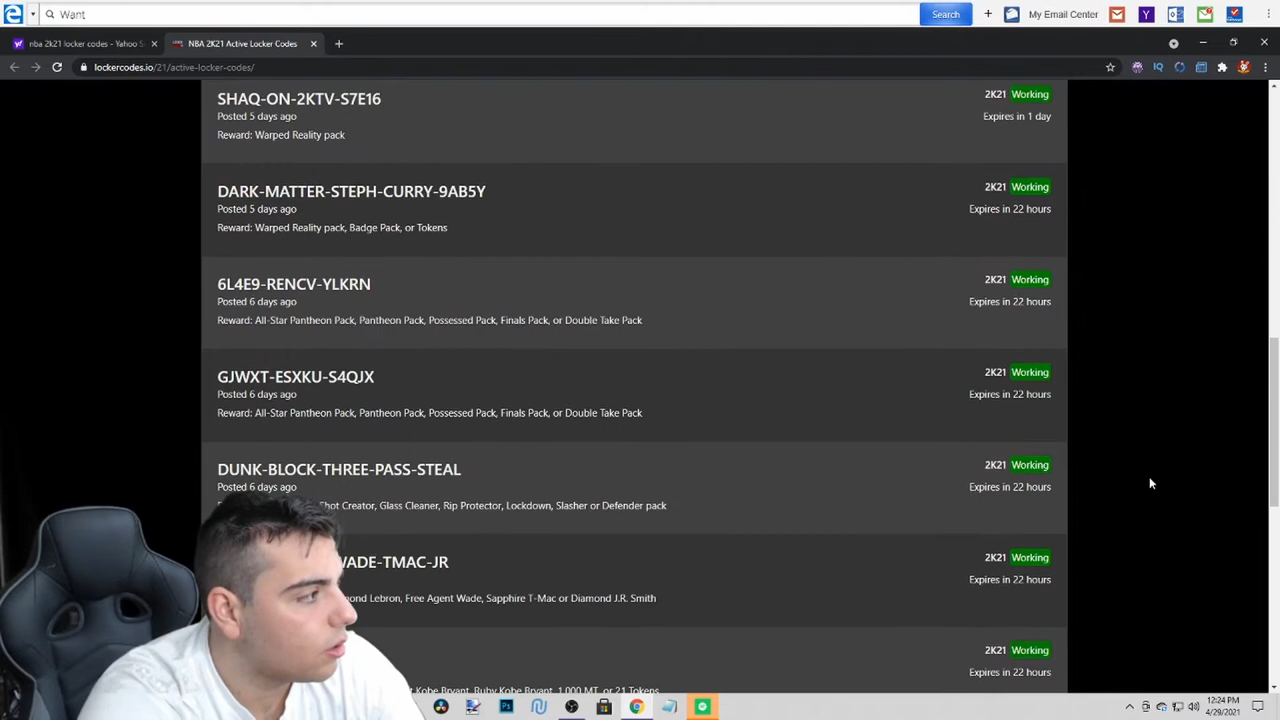 Want
Search
My Email Center
nba 2k21 locker codes - Yahoo S
NBA 2K21 Active Locker Codes
lockercodes.io/21/active-locker-codes/
SHAQ-ON-2KTV-S7E16
2K21 Working
Posted 5 days ago
Expires in 1 day
Reward: Warped Reality pack
DARK-MATTER-STEPH-CURRY-9AB5Y
2K21 Working
Posted 5 days ago
Expires in 22 hours
Reward: Warped Reality pack, Badge Pack, or Tokens
6L4E9-RENCV-YLKRN
2K21 Working
Posted 6 days ago
Expires in 22 hours
Reward: All-Star Pantheon Pack, Pantheon Pack, Possessed Pack, Finals Pack, or Double Take Pack
GJWXT-ESXKU-S4QJX
2K21 Working
Posted 6 days ago
Expires in 22 hours
Reward: All-Star Pantheon Pack, Pantheon Pack, Possessed Pack, Finals Pack, or Double Take Pack
DUNK-BLOCK-THREE-PASS-STEAL
2K21 Working
Posted 6 days ago
Expires in 22 hours
Shot Creator, Glass Cleaner, Rip Protector, Lockdown, Slasher or Defender pack
WADE-TMAC-JR
2K21 Working
Expires in 22 hours
Lebron, Free Agent Wade, Sapphire T-Mac or Diamond J.R. Smith
2K21 Working
Expires in 22 hours
Kobe Bryant, Ruby Kobe Bryant, 1,000 MT, or 21 Tokens
12:24 PM
4/29/2021